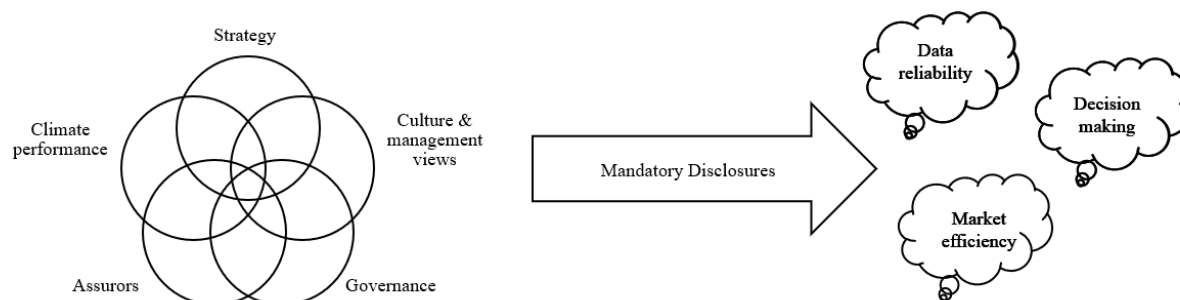 Strategy
Climate
performance
Culture &
management
views
Assurors
Governance
Mandatory Disclosures
Data
reliability
Decision
making
Market
efficiency